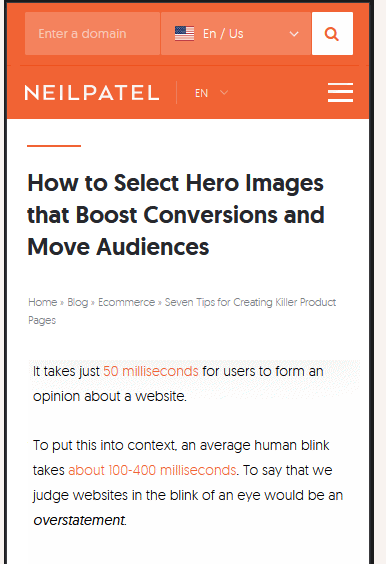 Enter a domain
En / Us
NEILPATEL
EN
How to Select Hero Images
that Boost Conversions and
Move Audiences
Home » Blog » Ecommerce » Seven Tips for Creating Killer Product
Pages
It takes just 50 milliseconds for users to form an
opinion about a website.
To put this into context, an average human blink
takes about 100-400 milliseconds. To say that we
judge websites in the blink of an eye would be an
overstatement.